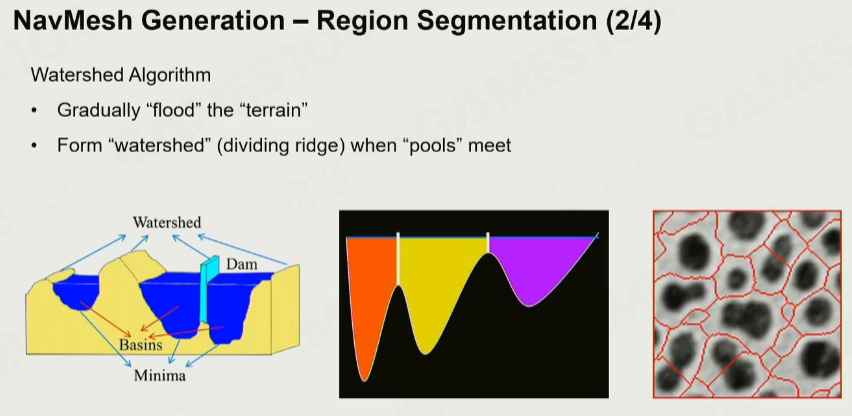 NavMesh Generation – Region Segmentation (2/4)
Watershed Algorithm
• Gradually “flood” the “terrain”
• Form “watershed” (dividing ridge) when “pools” meet
Watershed
Dam
Basins
Minima